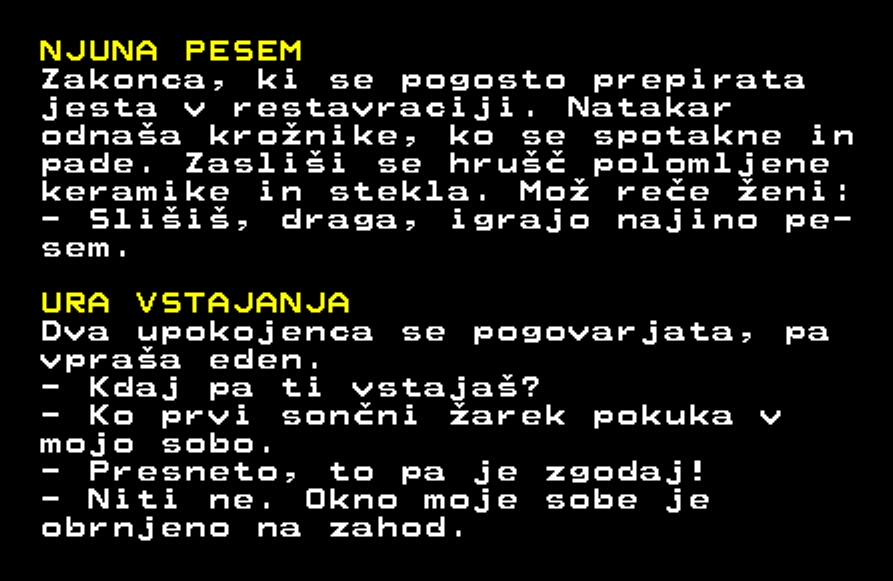 NJUNA PESEM
Zakonca, ki se pogosto prepirata
jesta v restavraciji. Natakar
odnaša krožnike, ko se spotakne in
pade. Zasliši se hrušč polomljene
keramike in stekla. Mož reče ženi:
- Slišiš, draga, igrajo najino pe-
sem.
URA VSTAJANJA
Dva upokojenca se pogovarjata, pa
vpraša eden.
- Kdaj pa ti vstajaš?
- Ko prvi sončni žarek pokuka v
mojo sobo.
- Presneto, to pa je zgodaj!
- Niti ne. Okno moje sobe je
obrnjeno na zahod.